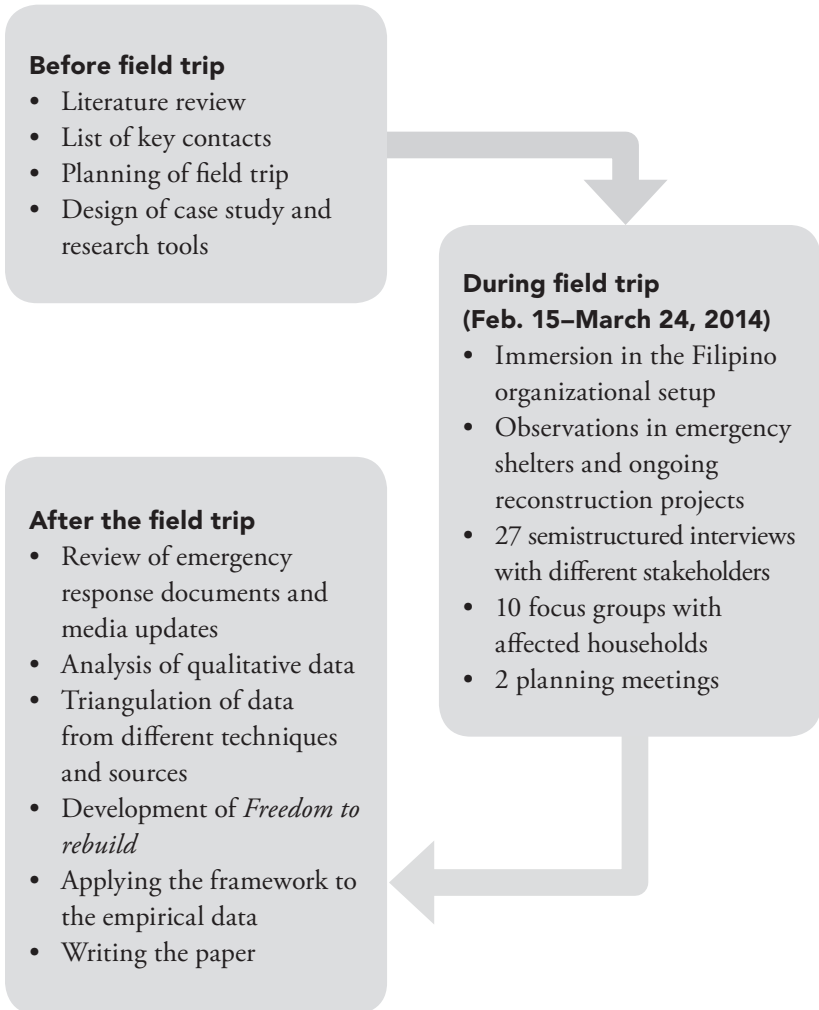 Before field trip
• Literature review
• List of key contacts
• Planning of field trip
• Design of case study and
research tools
During field trip
(Feb. 15–March 24, 2014)
• Immersion in the Filipino
organizational setup
• Observations in emergency
shelters and ongoing
reconstruction projects
• 27 semistructured interviews
with different stakeholders
• 10 focus groups with
affected households
• 2 planning meetings
After the field trip
• Review of emergency
response documents and
media updates
• Analysis of qualitative data
• Triangulation of data
from different techniques
and sources
• Development of Freedom to
rebuild
• Applying the framework to
the empirical data
• Writing the paper